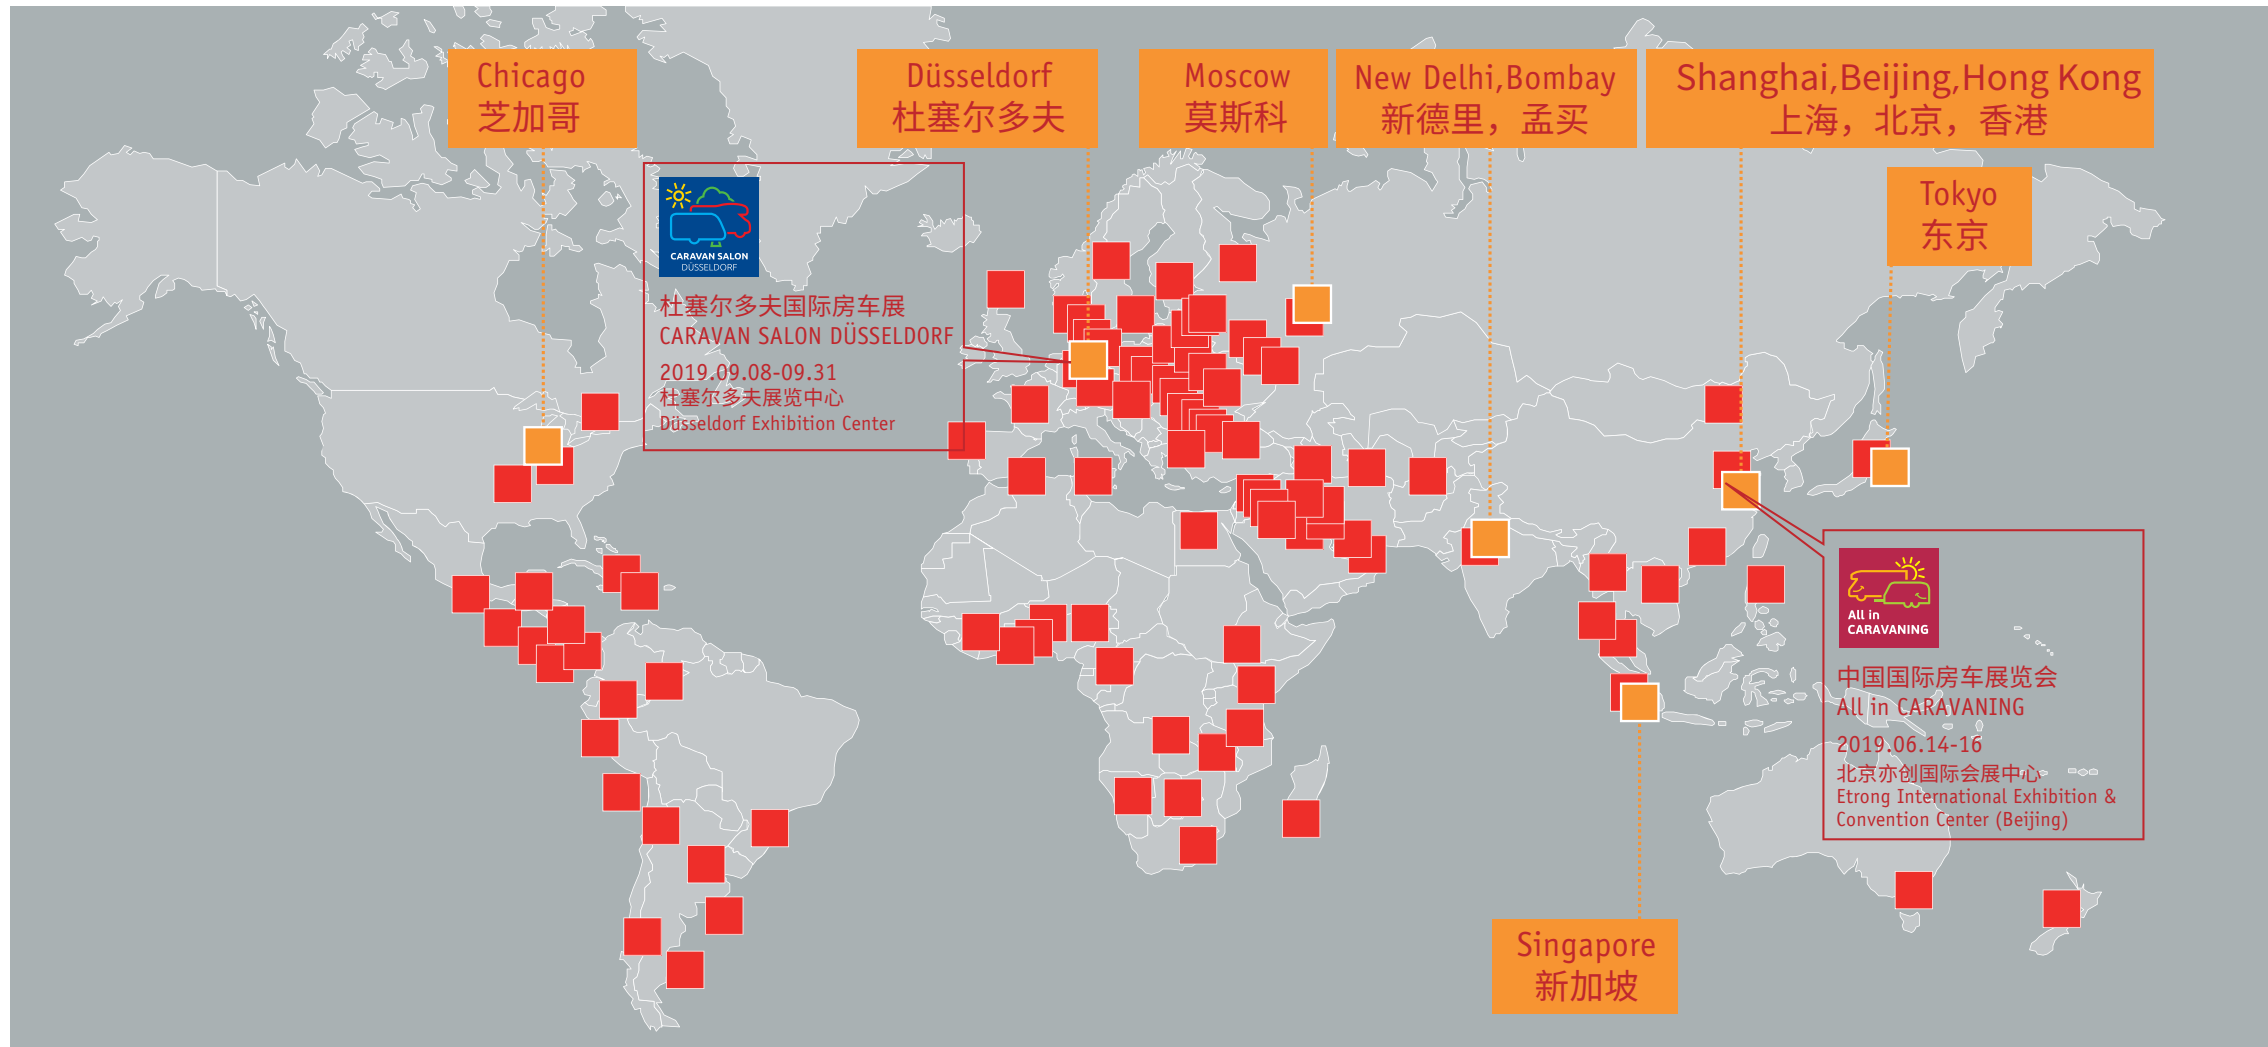 Chicago
芝加哥
Düsseldorf
杜塞尔多夫
Moscow
莫斯科
New Delhi,Bombay
新德里，孟买
Shanghai,Beijing,Hong Kong
上海，北京，香港
Tokyo
东京
CARAVAN SALON
DÜSSELDORF
杜塞尔多夫国际房车展
CARAVAN SALON DÜSSELDORF
2019.09.08-09.31
杜塞尔多夫展览中心
Düsseldorf Exhibition Center
All in
CARAVANING
中国国际房车展览会
All in CARAVANING
2019.06.14-16
北京亦创国际会展中心
Etrong International Exhibition &
Convention Center (Beijing)
Singapore
新加坡